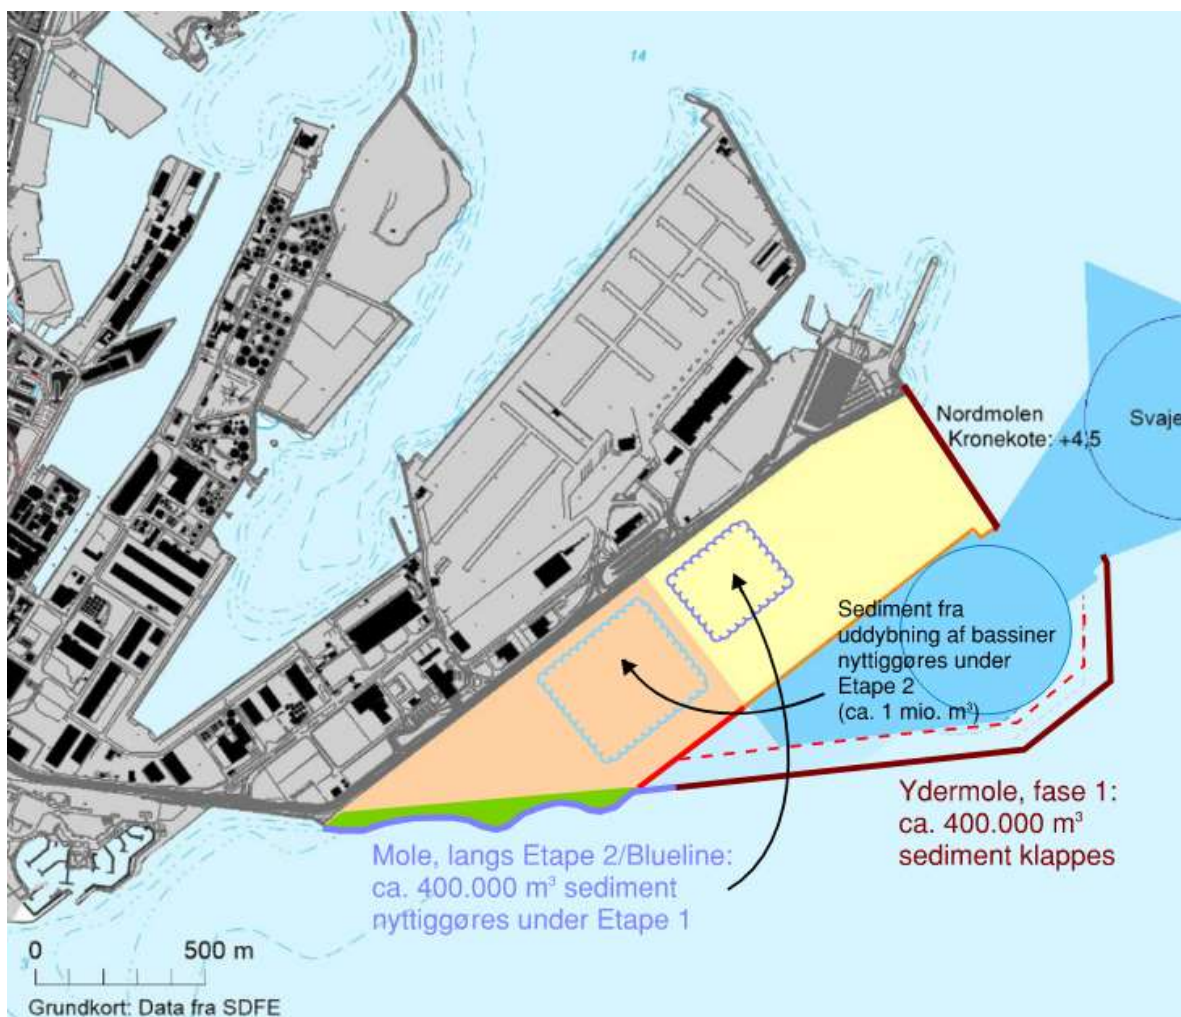 14
Nordmolen
Kronekote: +4,5
Svaje
Sediment fra
uddybning af bassiner
nyttiggøres under
Etape 2
(ca. 1 mio. m³)
Ydermole, fase 1:
ca. 400.000 m³
sediment klappes
Mole, langs Etape 2/Blueline:
ca. 400.000 m³ sediment
nyttiggøres under Etape 1
0 500 m
3
Grundkort: Data fra SDFE